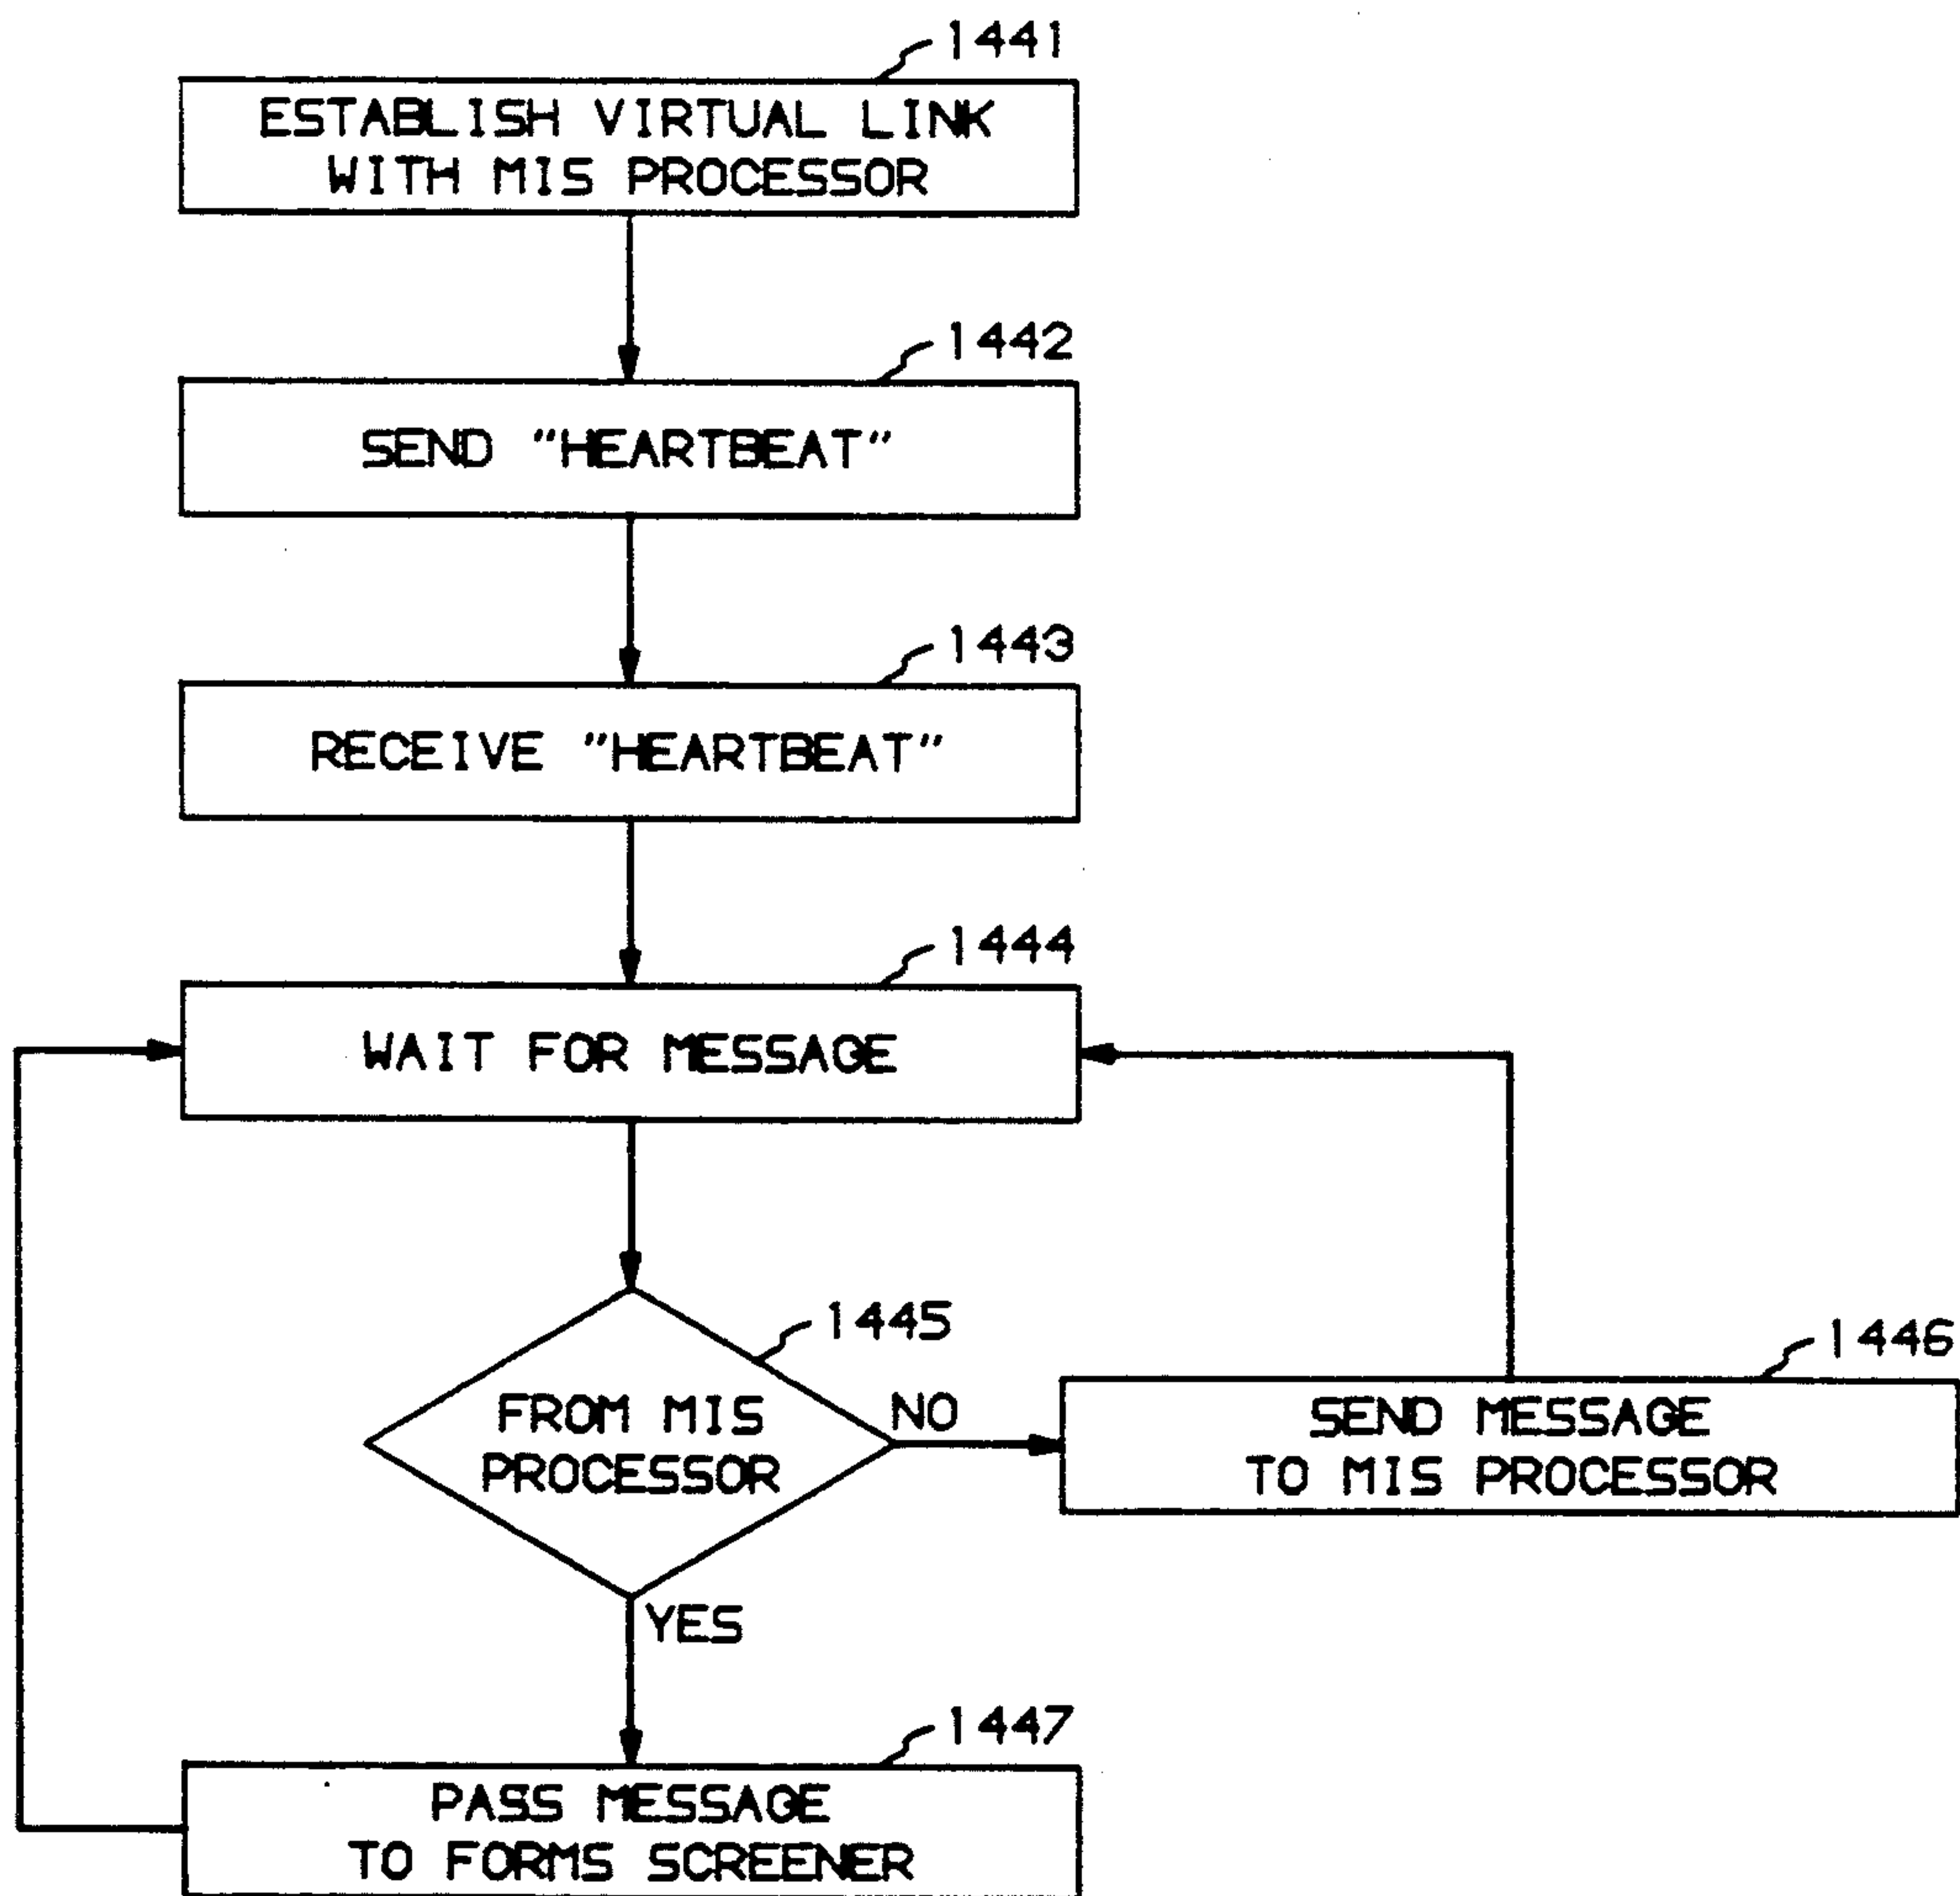 1441
ESTABLISH VIRTUAL LINK
WITH MIS PROCESSOR
1442
SEND "HEARTBEAT"
1443
RECEIVE "HEARTBEAT"
1444
WAIT FOR MESSAGE
1445
FROM MIS
PROCESSOR
NO
1446
SEND MESSAGE
TO MIS PROCESSOR
YES
1447
PASS MESSAGE
TO FORMS SCREENER